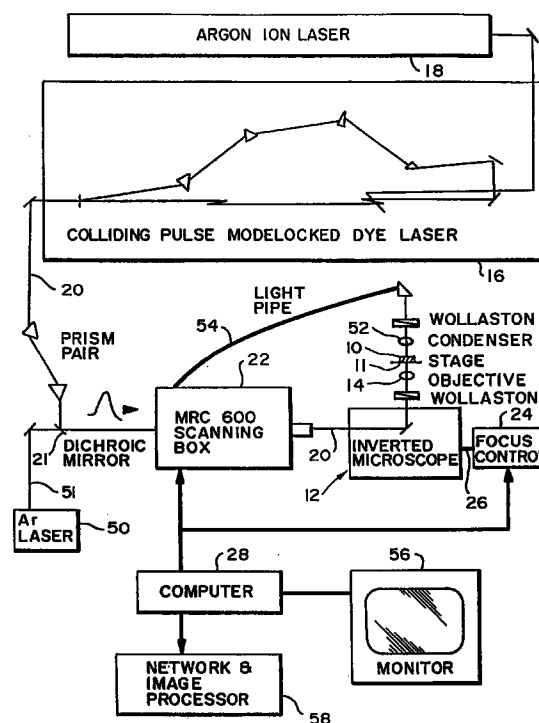 ARGON ION LASER
18
COLLIDING PULSE MODELOCKED DYE LASER
16
20
PRISM
PAIR
LIGHT
PIPE
54
WOLLASTON
52
CONDENSER
10
11
STAGE
14
OBJECTIVE
WOLLASTON
22
MRC 600
SCANNING
BOX
20
INVERTED
MICROSCOPE
12
24
FOCUS
CONTROL
26
21
DICHROIC
MIRROR
51
Ar
LASER
50
28
COMPUTER
56
MONITOR
NETWORK &
IMAGE
PROCESSOR
58